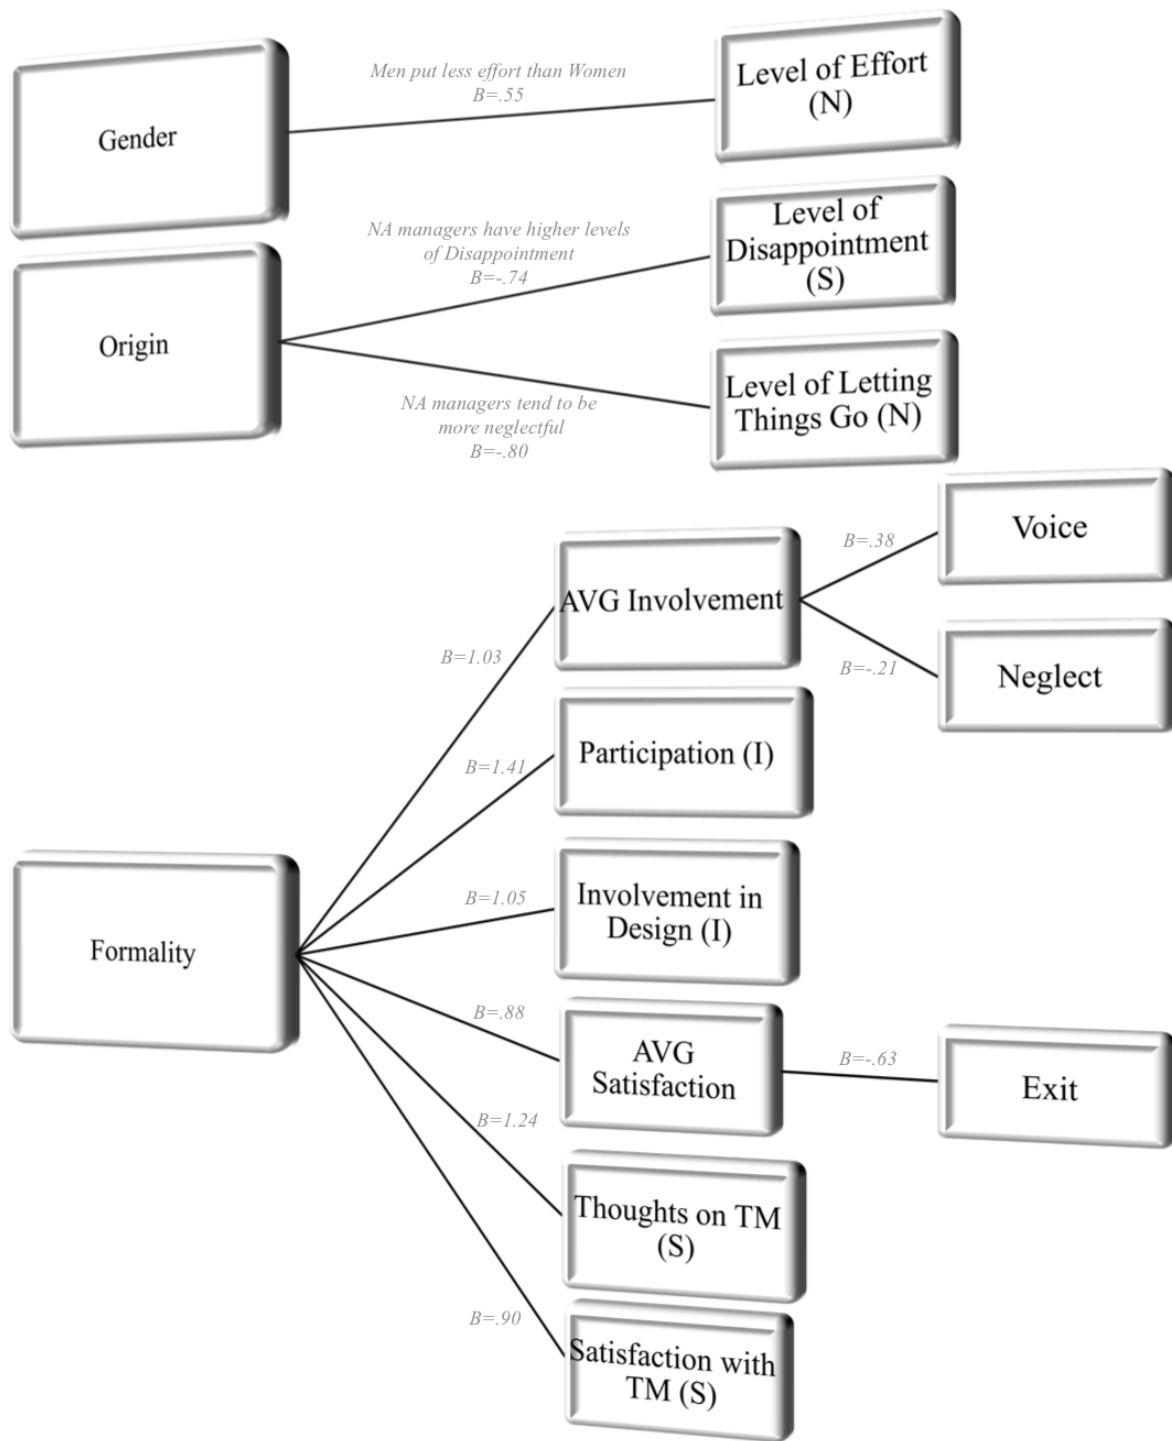 Gender
Men put less effort than Women
B=.55
Level of Effort
(N)
Origin
NA managers have higher levels
of Disappointment
B=-.74
Level of
Disappointment
(S)
NA managers tend to be
more neglectful
B=-.80
Level of Letting
Things Go (N)
Formality
B=1.03
AVG Involvement
B=.38
Voice
B=-.21
Neglect
B=1.41
Participation (I)
B=1.05
Involvement in
Design (I)
B=.88
AVG
Satisfaction
B=-.63
Exit
B=1.24
Thoughts on TM
(S)
B=.90
Satisfaction with
TM (S)